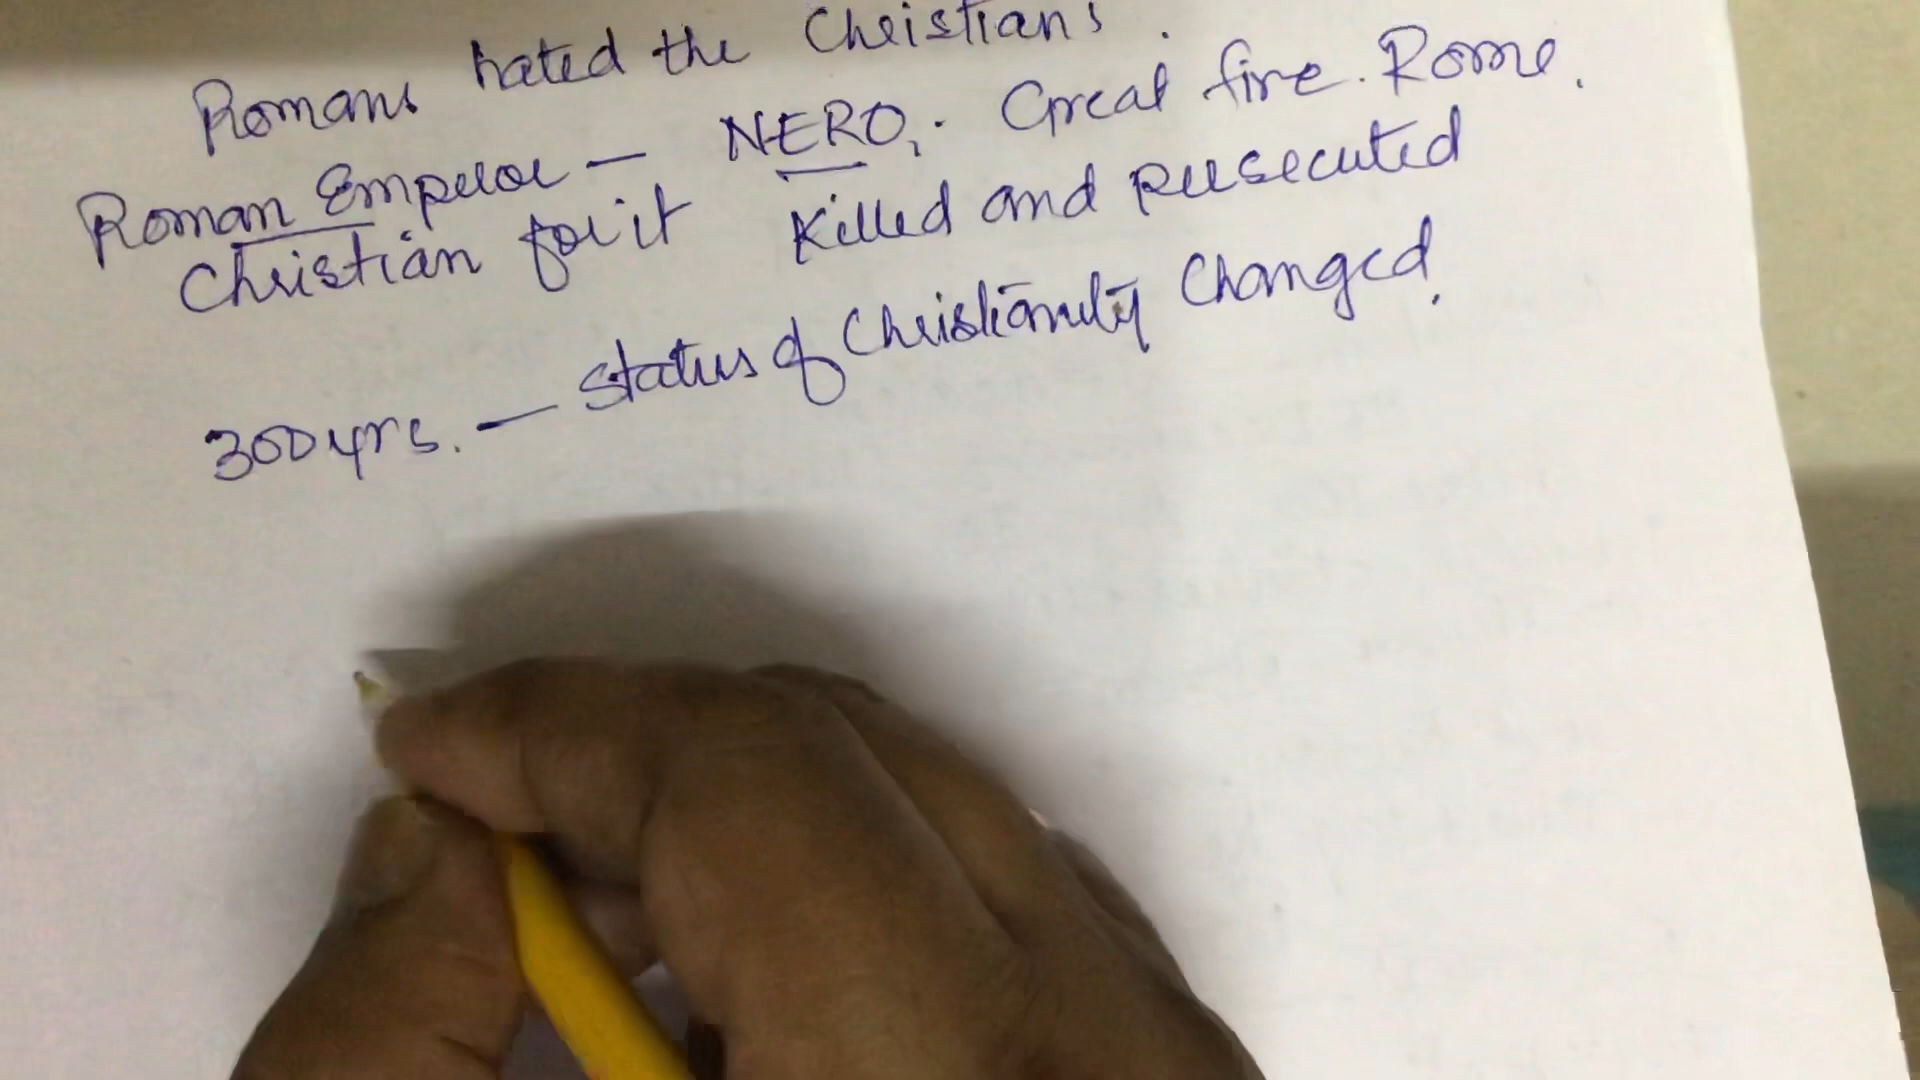 Romans hated the Christians.
Roman Emperor — NERO. Great fire. Rome.
Christian for it killed and persecuted
300 yrs. — status of Christianity changed.